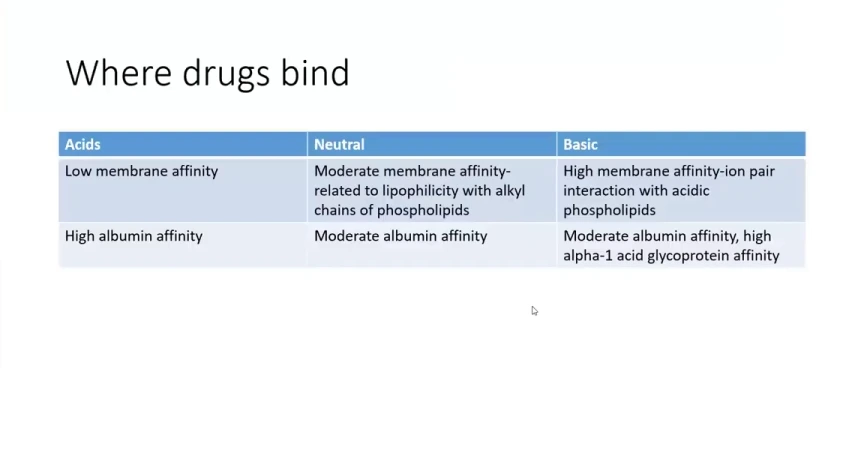 Where drugs bind
Acids
Neutral
Basic
Low membrane affinity
Moderate membrane affinity-
related to lipophilicity with alkyl
chains of phospholipids
High membrane affinity-ion pair
interaction with acidic
phospholipids
High albumin affinity
Moderate albumin affinity
Moderate albumin affinity, high
alpha-1 acid glycoprotein affinity